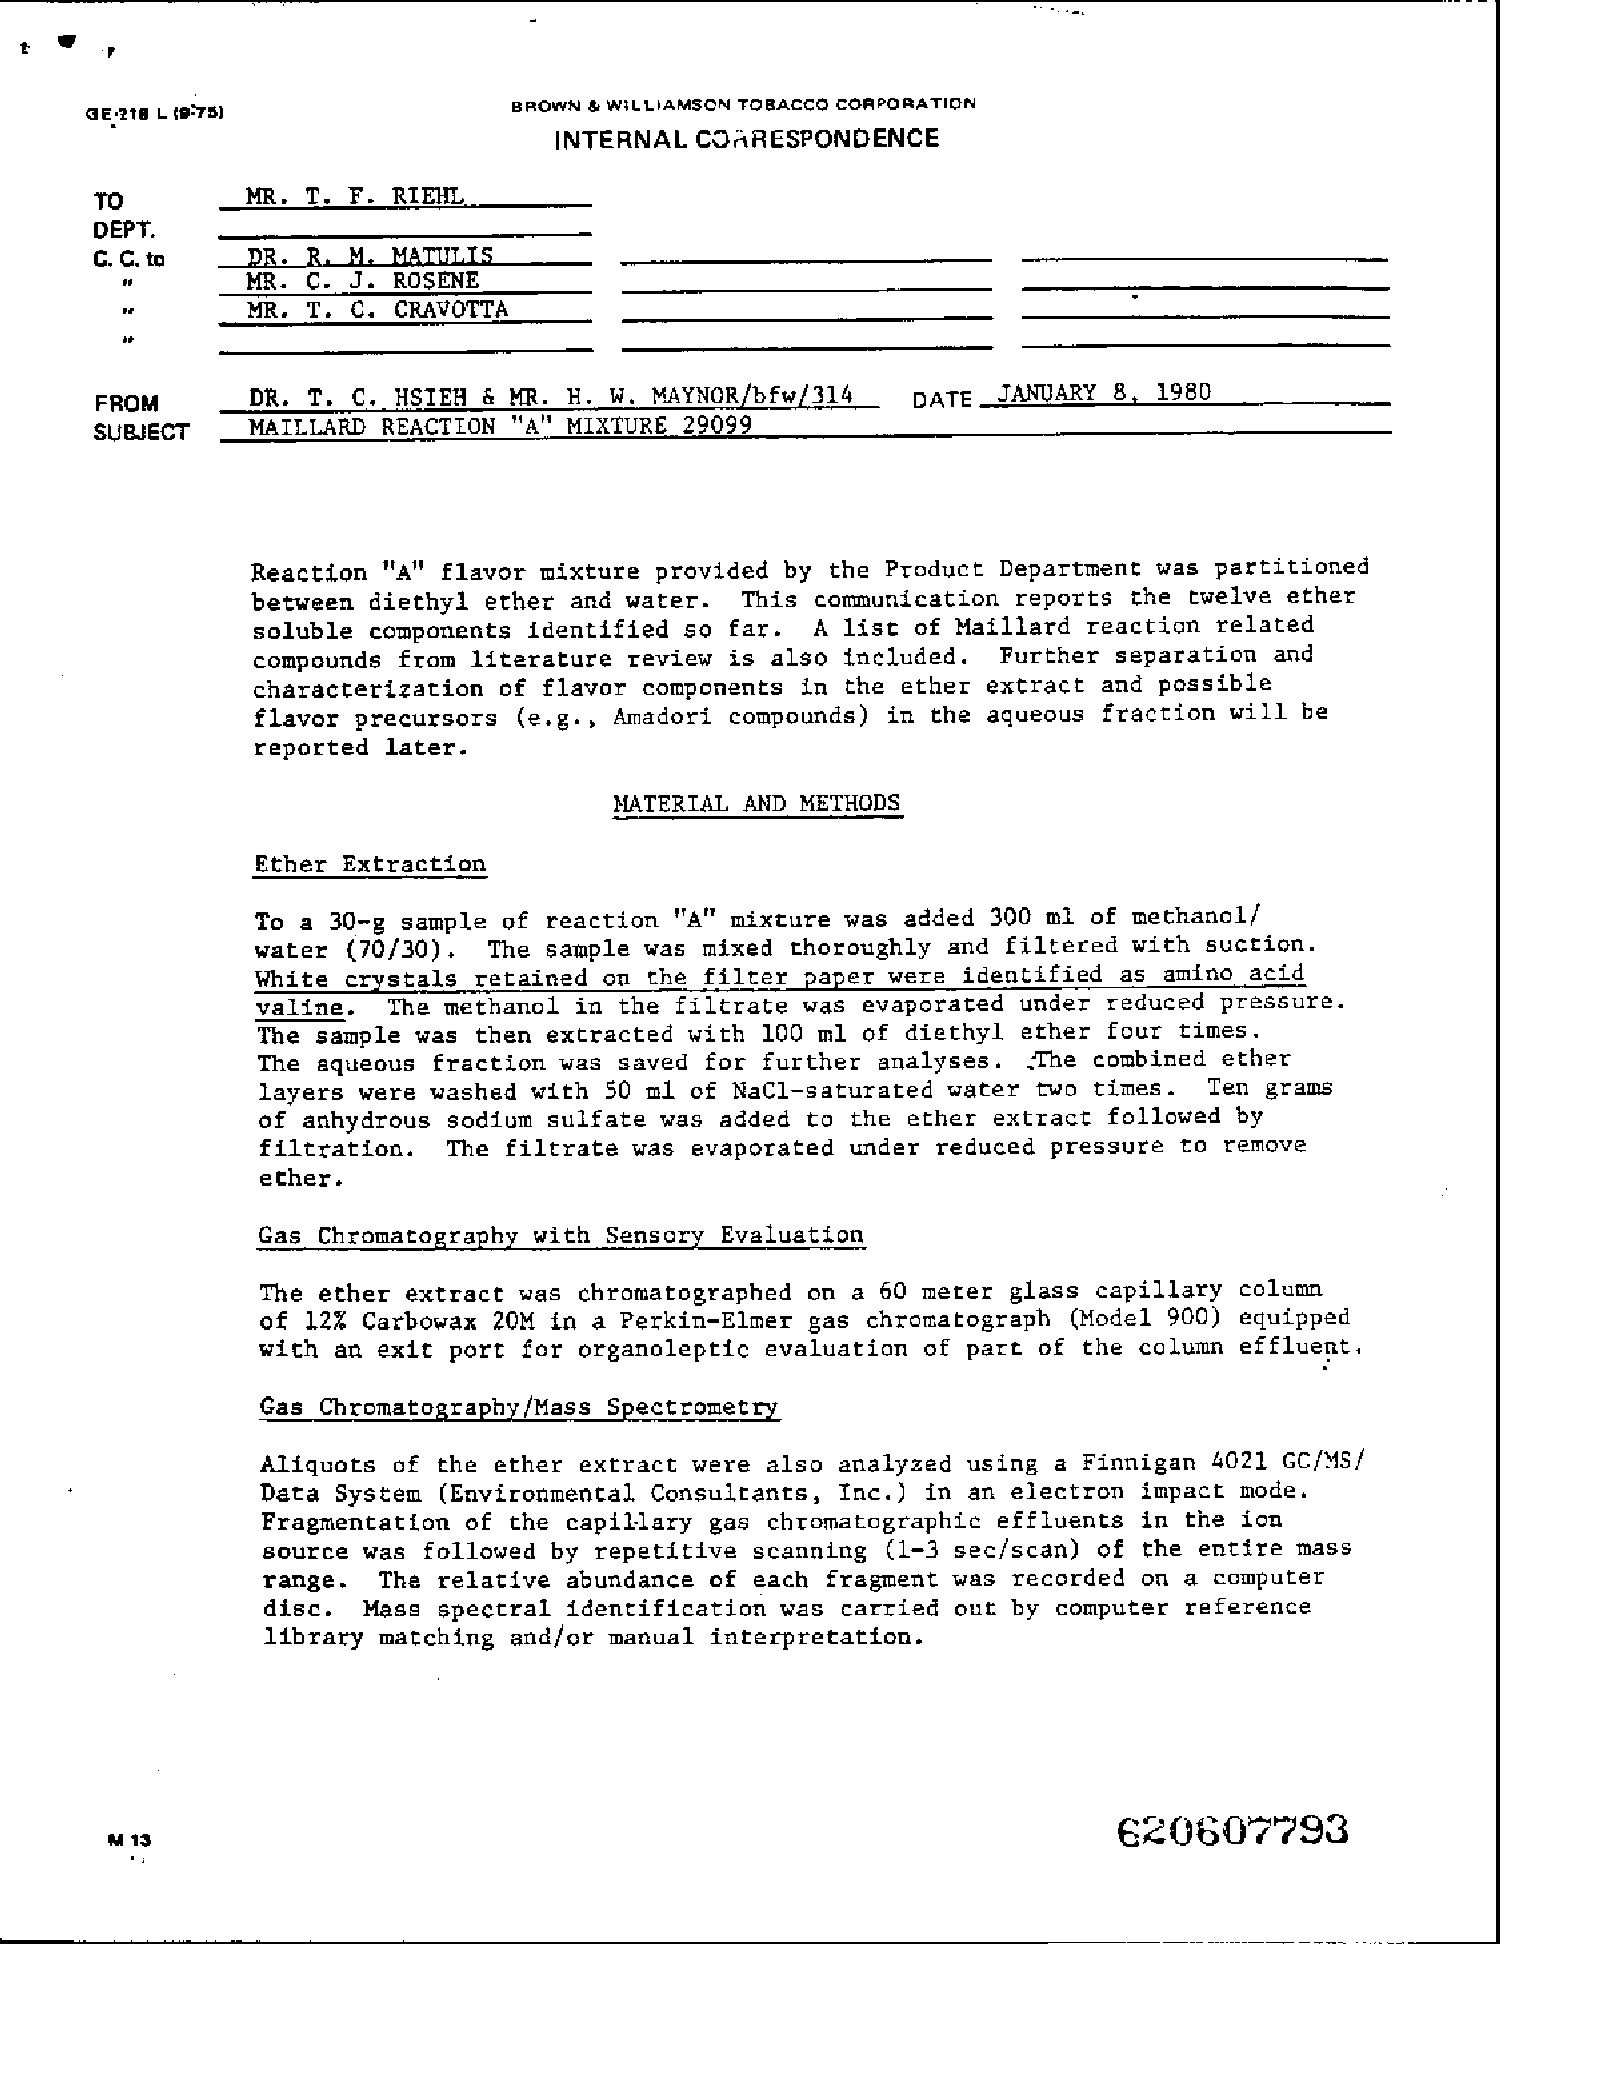 GE-218 L (9-75)
BROWN & WILLIAMSON TOBACCO CORPORATION
INTERNAL CORRESPONDENCE
TO MR. T. F. RIEHL
DEPT.
C. C. to DR. R. M. MATULIS
" MR. C. J. ROSENE
" MR. T. C. CRAVOTTA
"
FROM DR. T. C. HSIEH & MR. H. W. MAYNOR/bfw/314 DATE JANUARY 8, 1980
SUBJECT MAILLARD REACTION "A" MIXTURE 29099
Reaction "A" flavor mixture provided by the Product Department was partitioned
between diethyl ether and water. This communication reports the twelve ether
soluble components identified so far. A list of Maillard reaction related
compounds from literature review is also included. Further separation and
characterization of flavor components in the ether extract and possible
flavor precursors (e.g., Amadori compounds) in the aqueous fraction will be
reported later.
MATERIAL AND METHODS
Ether Extraction
To a 30-g sample of reaction "A" mixture was added 300 ml of methanol/
water (70/30). The sample was mixed thoroughly and filtered with suction.
White crystals retained on the filter paper were identified as amino acid
valine. The methanol in the filtrate was evaporated under reduced pressure.
The sample was then extracted with 100 ml of diethyl ether four times.
The aqueous fraction was saved for further analyses. The combined ether
layers were washed with 50 ml of NaCl-saturated water two times. Ten grams
of anhydrous sodium sulfate was added to the ether extract followed by
filtration. The filtrate was evaporated under reduced pressure to remove
ether.
Gas Chromatography with Sensory Evaluation
The ether extract was chromatographed on a 60 meter glass capillary column
of 12% Carbowax 20M in a Perkin-Elmer gas chromatograph (Model 900) equipped
with an exit port for organoleptic evaluation of part of the column effluent.
Gas Chromatography/Mass Spectrometry
Aliquots of the ether extract were also analyzed using a Finnigan 4021 GC/MS/
Data System (Environmental Consultants, Inc.) in an electron impact mode.
Fragmentation of the capillary gas chromatographic effluents in the ion
source was followed by repetitive scanning (1-3 sec/scan) of the entire mass
range. The relative abundance of each fragment was recorded on a computer
disc. Mass spectral identification was carried out by computer reference
library matching and/or manual interpretation.
M 13
620607793